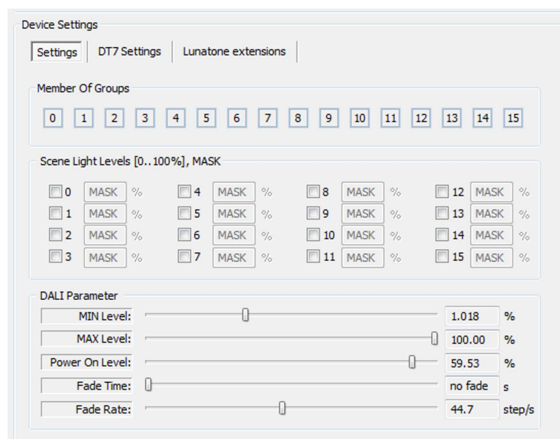 Device Settings
Settings DT7 Settings Lunatone extensions
Member Of Groups
0 1 2 3 4 5 6 7 8 9 10 11 12 13 14 15
Scene Light Levels [0..100%], MASK
0 MASK % 4 MASK % 8 MASK % 12 MASK %
1 MASK % 5 MASK % 9 MASK % 13 MASK %
2 MASK % 6 MASK % 10 MASK % 14 MASK %
3 MASK % 7 MASK % 11 MASK % 15 MASK %
DALI Parameter
MIN Level: 1.018 %
MAX Level: 100.00 %
Power On Level: 59.53 %
Fade Time: no fade s
Fade Rate: 44.7 step/s